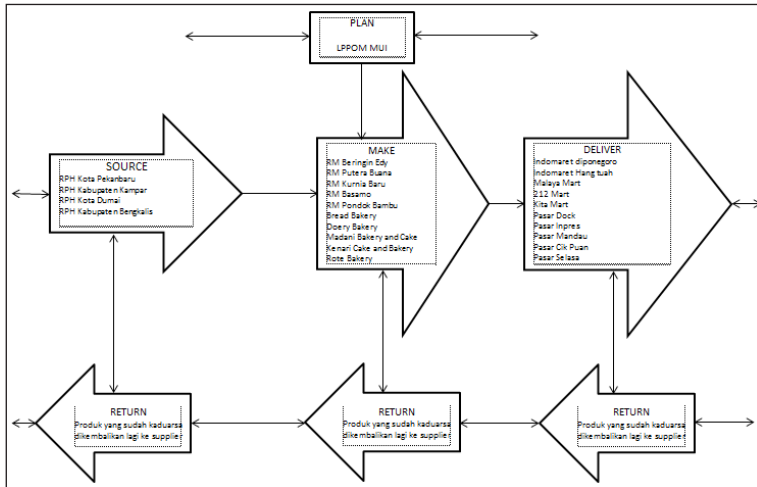 PLAN
LPPOM MUI
SOURCE
RPH Kota Pekanbaru
RPH Kabupaten Kampar
RPH Kota Dumai
RPH Kabupaten Bengkalis
MAKE
RM Beringin Edy
RM Putera Buana
RM Kurnia Baru
RM Basamo
RM Pondok Bambu
Bread Bakery
Doery Bakery
Madani Bakery and Cake
Kenari Cake and Bakery
Rote Bakery
DELIVER
Indomaret diponegoro
Indomaret Hang tuah
Malaya Mart
212 Mart
Kita Mart
Pasar Dock
Pasar Inpres
Pasar Mandau
Pasar Cik Puan
Pasar Selasa
RETURN
Produk yang sudah kaduarsa
dikembalikan lagi ke supplier
RETURN
Produk yang sudah kaduarsa
dikembalikan lagi ke supplier
RETURN
Produk yang sudah kaduarsa
dikembalikan lagi ke supplier